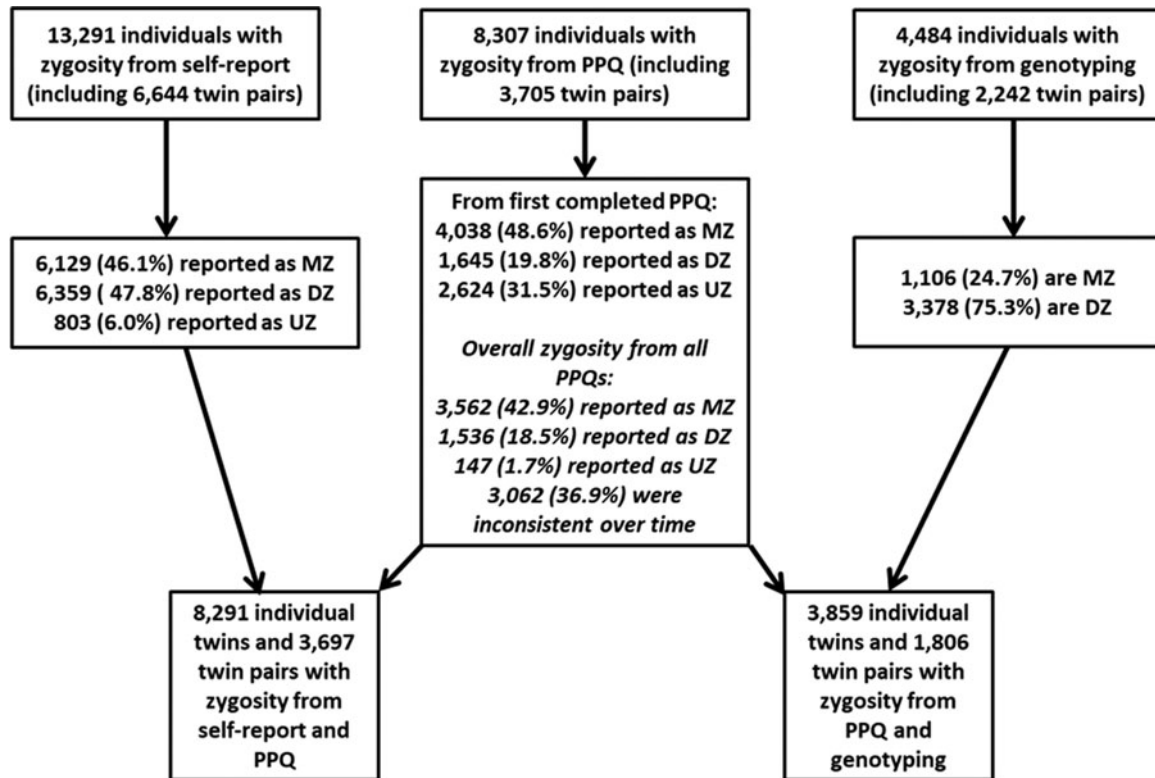 13,291 individuals with
zygosity from self-report
(including 6,644 twin pairs)
8,307 individuals with
zygosity from PPQ (including
3,705 twin pairs)
4,484 individuals with
zygosity from genotyping
(including 2,242 twin pairs)
6,129 (46.1%) reported as MZ
6,359 ( 47.8%) reported as DZ
803 (6.0%) reported as UZ
From first completed PPQ:
4,038 (48.6%) reported as MZ
1,645 (19.8%) reported as DZ
2,624 (31.5%) reported as UZ
Overall zygosity from all
PPQs:
3,562 (42.9%) reported as MZ
1,536 (18.5%) reported as DZ
147 (1.7%) reported as UZ
3,062 (36.9%) were
inconsistent over time
1,106 (24.7%) are MZ
3,378 (75.3%) are DZ
8,291 individual
twins and 3,697
twin pairs with
zygosity from
self-report and
PPQ
3,859 individual
twins and 1,806
twin pairs with
zygosity from
PPQ and
genotyping